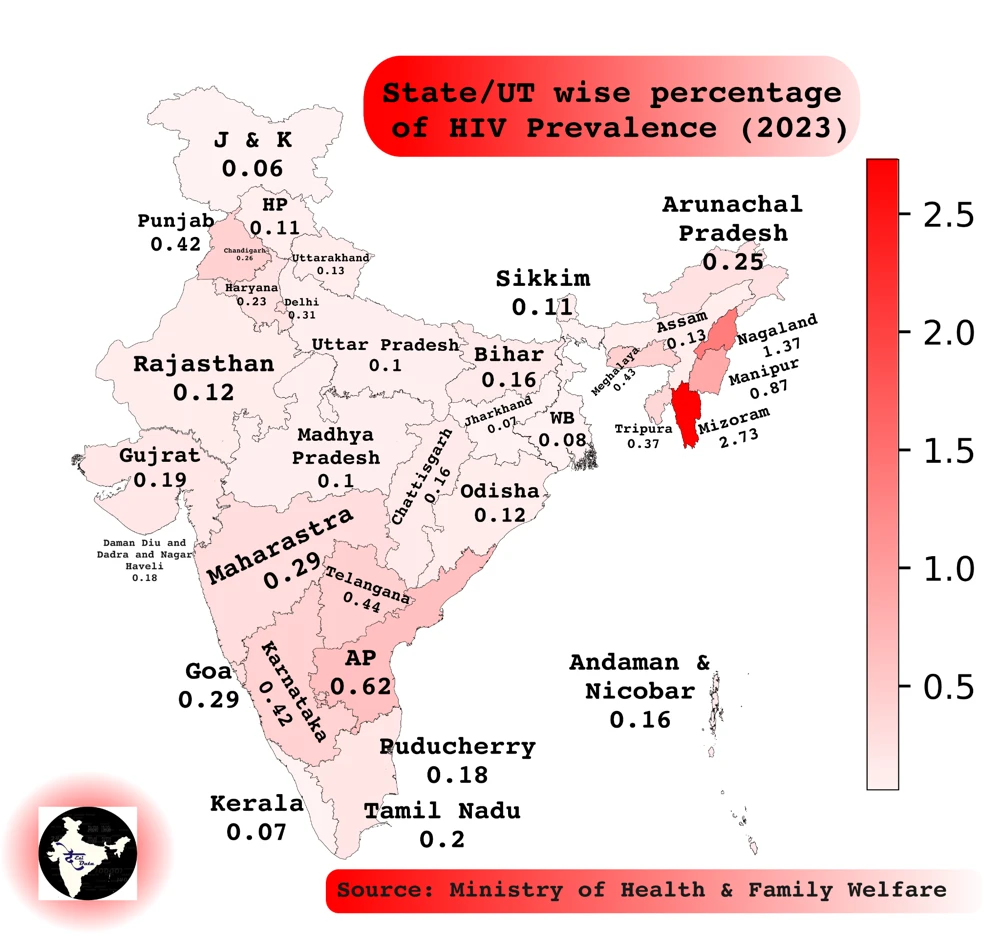 State/UT wise percentage
of HIV Prevalence (2023)
J & K
0.06
HP
0.11
Punjab
0.42
Chandigarh
0.26
Uttarakhand
0.13
Haryana
0.23
Delhi
0.31
Arunachal
Pradesh
0.25
Sikkim
0.11
Assam
0.13
Nagaland
1.37
Manipur
0.87
Mizoram
2.73
Tripura
0.37
Meghalaya
0.43
Rajasthan
0.12
Uttar Pradesh
0.1
Bihar
0.16
Jharkhand
0.07
WB
0.08
Gujrat
0.19
Madhya
Pradesh
0.1
Chattisgarh
0.16
Odisha
0.12
Daman Diu and
Dadra and Nagar
Haveli
0.18
Maharastra
0.29
Telangana
0.44
Goa
0.29
Karnataka
0.42
AP
0.62
Andaman &
Nicobar
0.16
Puducherry
0.18
Kerala
0.07
Tamil Nadu
0.2
2.5
2.0
1.5
1.0
0.5
Source: Ministry of Health & Family Welfare